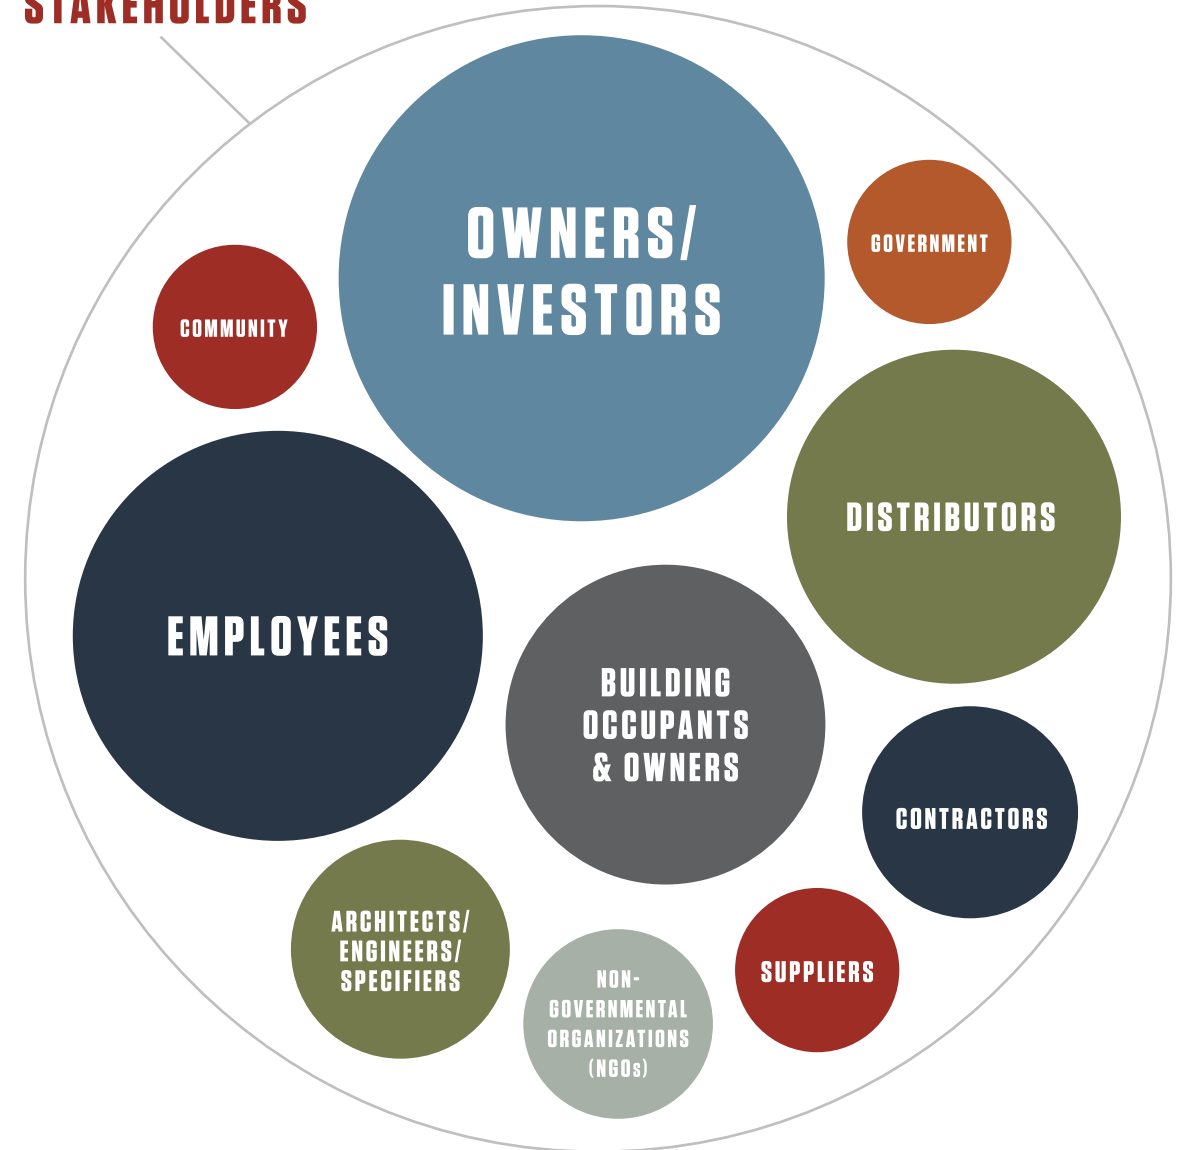 STAKEHOLDERS
OWNERS/
INVESTORS
GOVERNMENT
COMMUNITY
DISTRIBUTORS
EMPLOYEES
BUILDING
OCCUPANTS
& OWNERS
CONTRACTORS
ARCHITECTS/
ENGINEERS/
SPECIFIERS
NON-
GOVERNMENTAL
ORGANIZATIONS
(NGOs)
SUPPLIERS